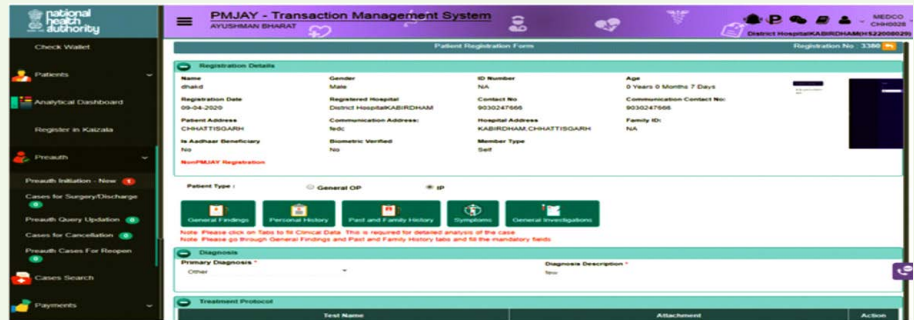 national
health
authority
PMJAY - Transaction Management System
AYUSHMAN BHARAT
MEDCO
CHH0028
District HospitalKABIRDHAM(HS22008029)
Check Wallet
Patients
Analytical Dashboard
Register in Kaizala
Preauth
Preauth Initiation - New 1
Cases for Surgery/Discharge
0
Preauth Query Updation 0
Cases for Cancellation 0
Preauth Cases For Reopen
0
Cases Search
Payments
Patient Registration Form
Registration No : 3380
Registration Details
Name Gender ID Number Age
dhakd Male NA 0 Years 0 Months 7 Days
Registration Date Registered Hospital Contact No Communication Contact No:
09-04-2020 District HospitalKABIRDHAM 9030247666 9030247666
Patient Address Communication Address: Hospital Address Family ID:
CHHATTISGARH fedc KABIRDHAM,CHHATTISGARH NA
Is Aadhaar Beneficiary Biometric Verified Member Type
No No Self
NonPMJAY Registration
Patient Type : General OP IP
General Findings Personal History Past and Family History Symptoms General Investigations
Note: Please click on Tabs to fit Clinical Data. This is required for detailed analysis of the case.
Note: Please go through General Findings and Past and Family History tabs and fill the mandatory fields.
Diagnosis
Primary Diagnosis * Diagnosis Description *
Other few
Treatment Protocol
Test Name Attachment Action